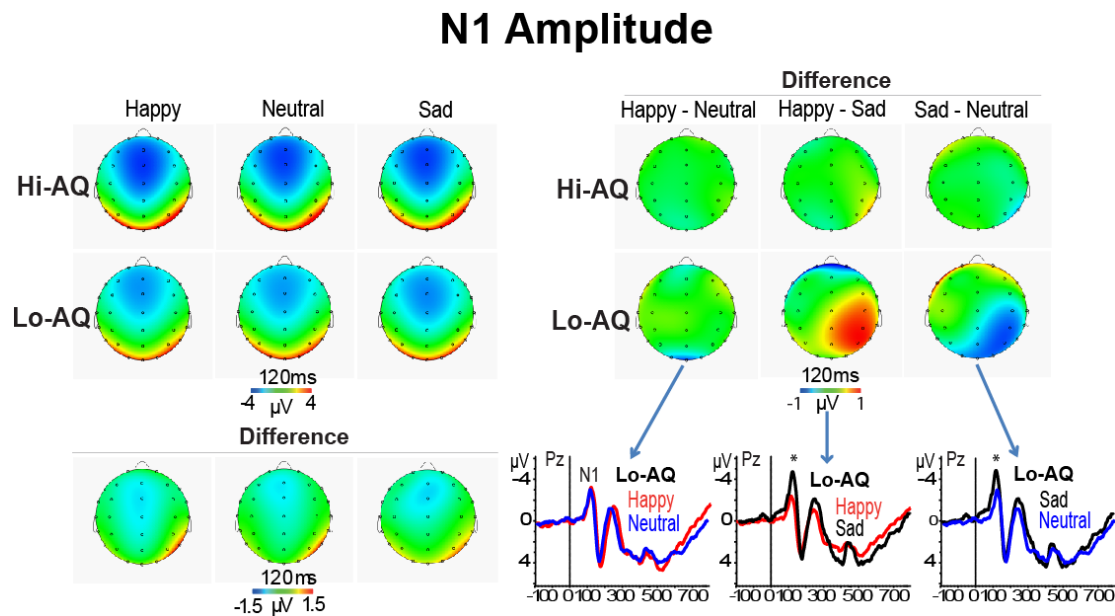 N1 Amplitude
Difference
Happy Neutral Sad
Happy - Neutral Happy - Sad Sad - Neutral
Hi-AQ
Hi-AQ
Lo-AQ
Lo-AQ
120ms
-4 µV 4
120ms
-1 µV 1
Difference
120ms
-1.5 µV 1.5
µV Pz
-4
0
4
N1 Lo-AQ
Happy
Neutral
-100 0 100 300 500 700
µV Pz
-4
0
4
* Lo-AQ
Happy
Sad
-100 0 100 300 500 700
µV Pz
-4
0
4
* Lo-AQ
Sad
Neutral
-100 0 100 300 500 700